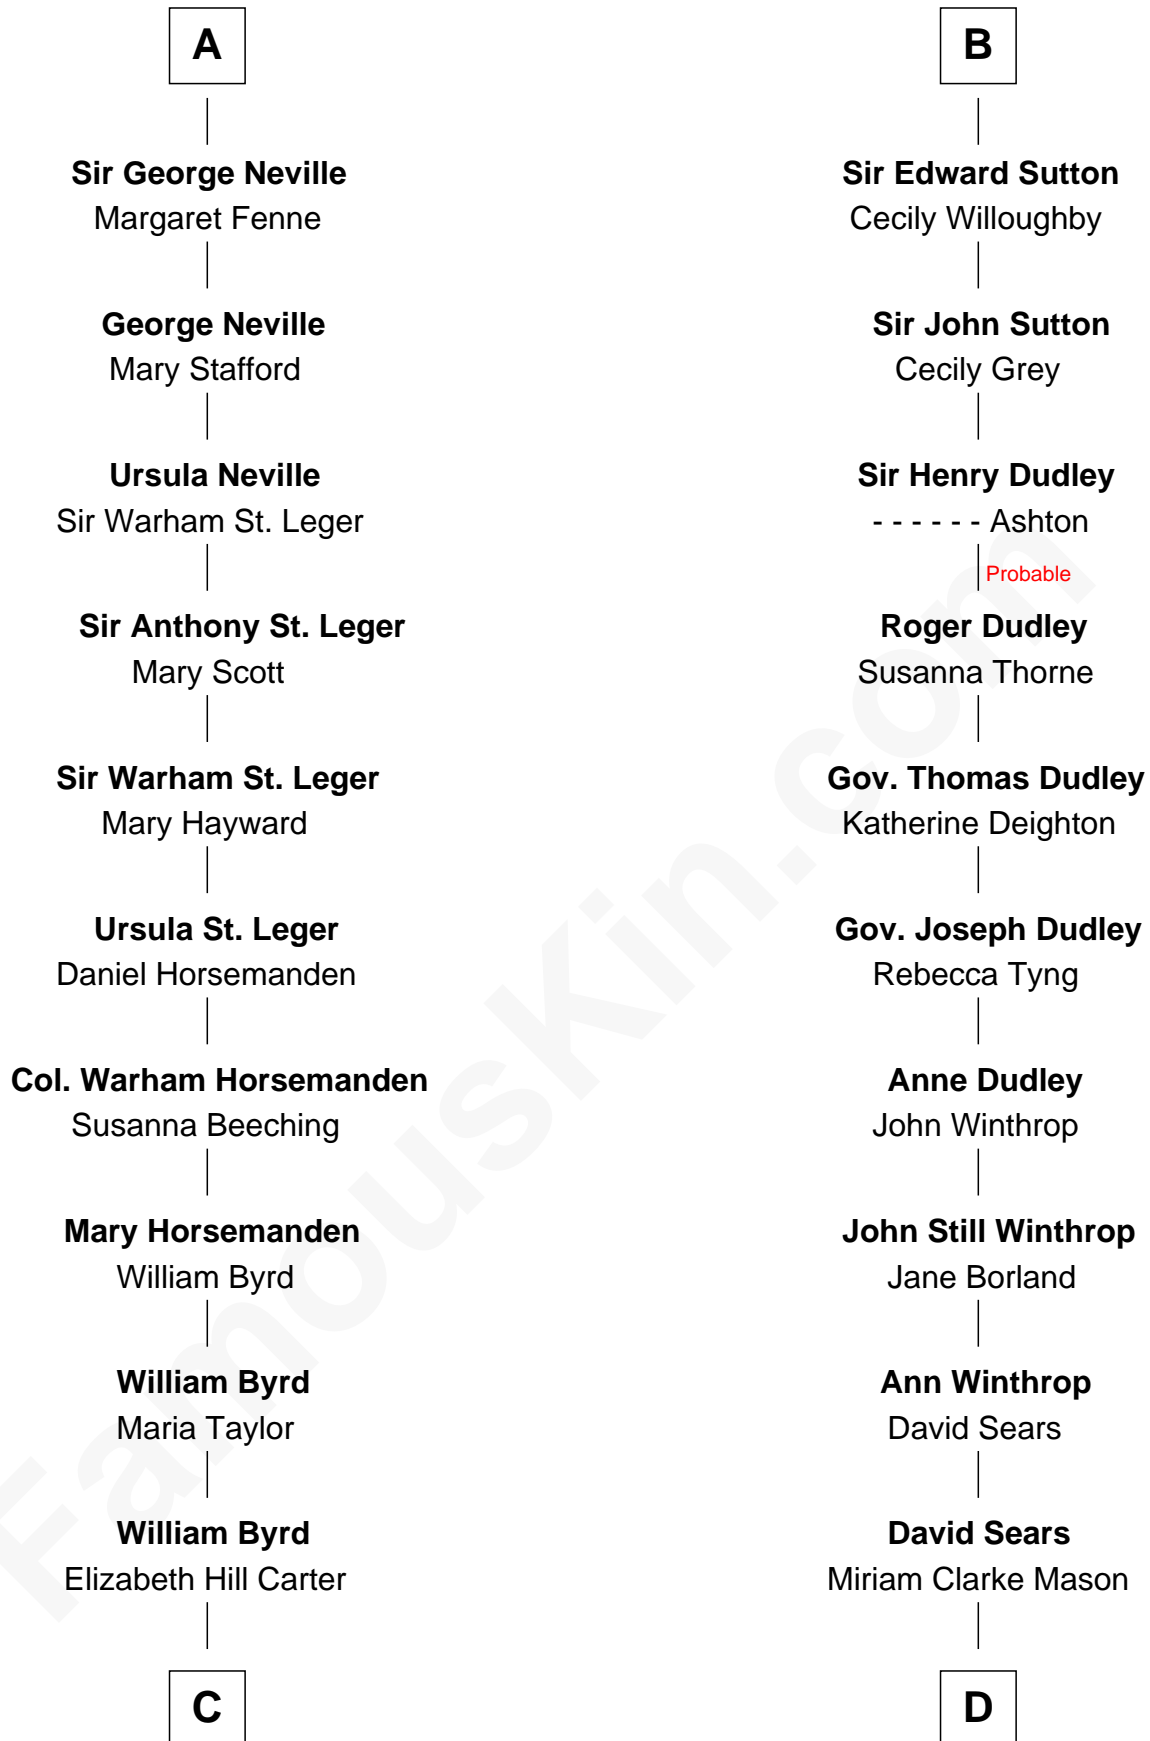 A
Sir George Neville
Margaret Fenne
George Neville
Mary Stafford
Ursula Neville
Sir Warham St. Leger
Sir Anthony St. Leger
Mary Scott
Sir Warham St. Leger
Mary Hayward
Ursula St. Leger
Daniel Horsemanden
Col. Warham Horsemanden
Susanna Beeching
Mary Horsemanden
William Byrd
William Byrd
Maria Taylor
William Byrd
Elizabeth Hill Carter
C
B
Sir Edward Sutton
Cecily Willoughby
Sir John Sutton
Cecily Grey
Sir Henry Dudley
- - - - - - Ashton
Probable
Roger Dudley
Susanna Thorne
Gov. Thomas Dudley
Katherine Deighton
Gov. Joseph Dudley
Rebecca Tyng
Anne Dudley
John Winthrop
John Still Winthrop
Jane Borland
Ann Winthrop
David Sears
David Sears
Miriam Clarke Mason
D
FamousKin.com